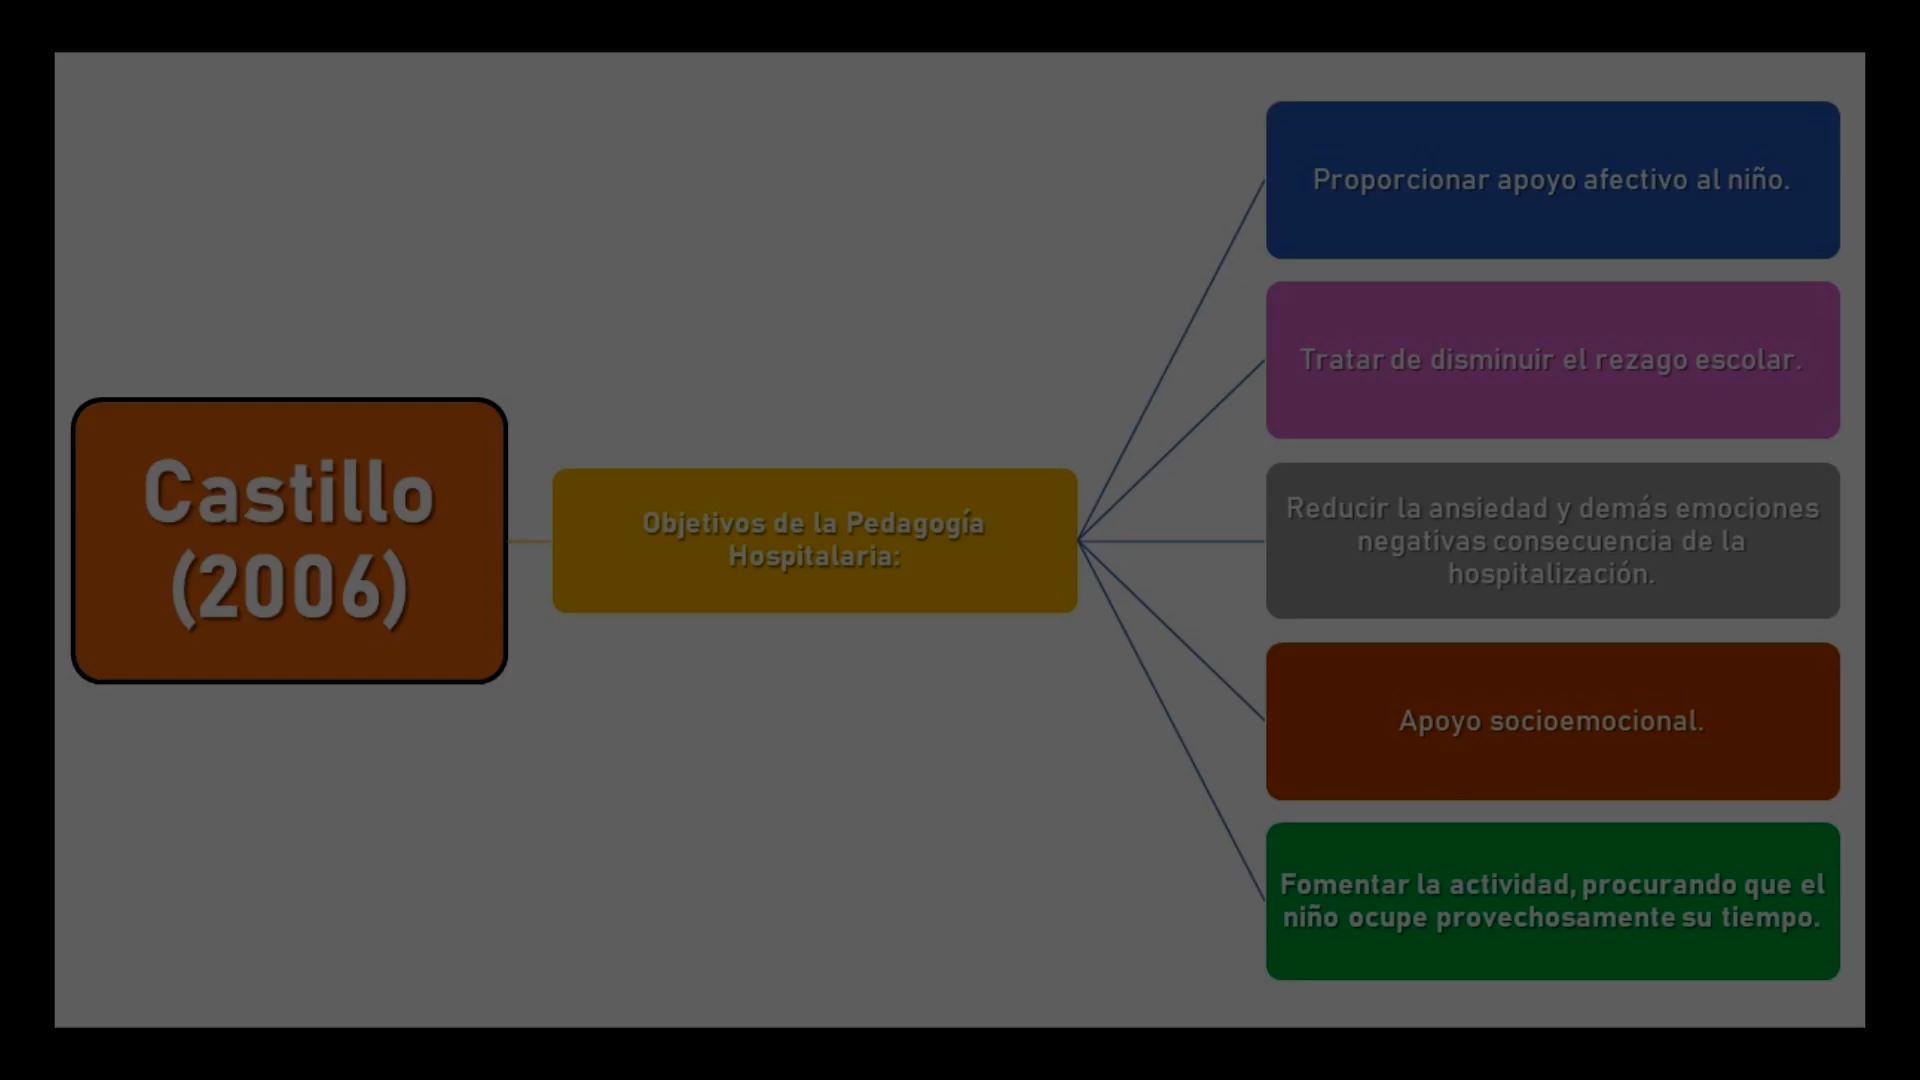 Castillo
(2006)
Objetivos de la Pedagogía
Hospitalaria:
Proporcionar apoyo afectivo al niño.
Tratar de disminuir el rezago escolar.
Reducir la ansiedad y demás emociones
negativas consecuencia de la
hospitalización.
Apoyo socioemocional.
Fomentar la actividad, procurando que el
niño ocupe provechosamente su tiempo.